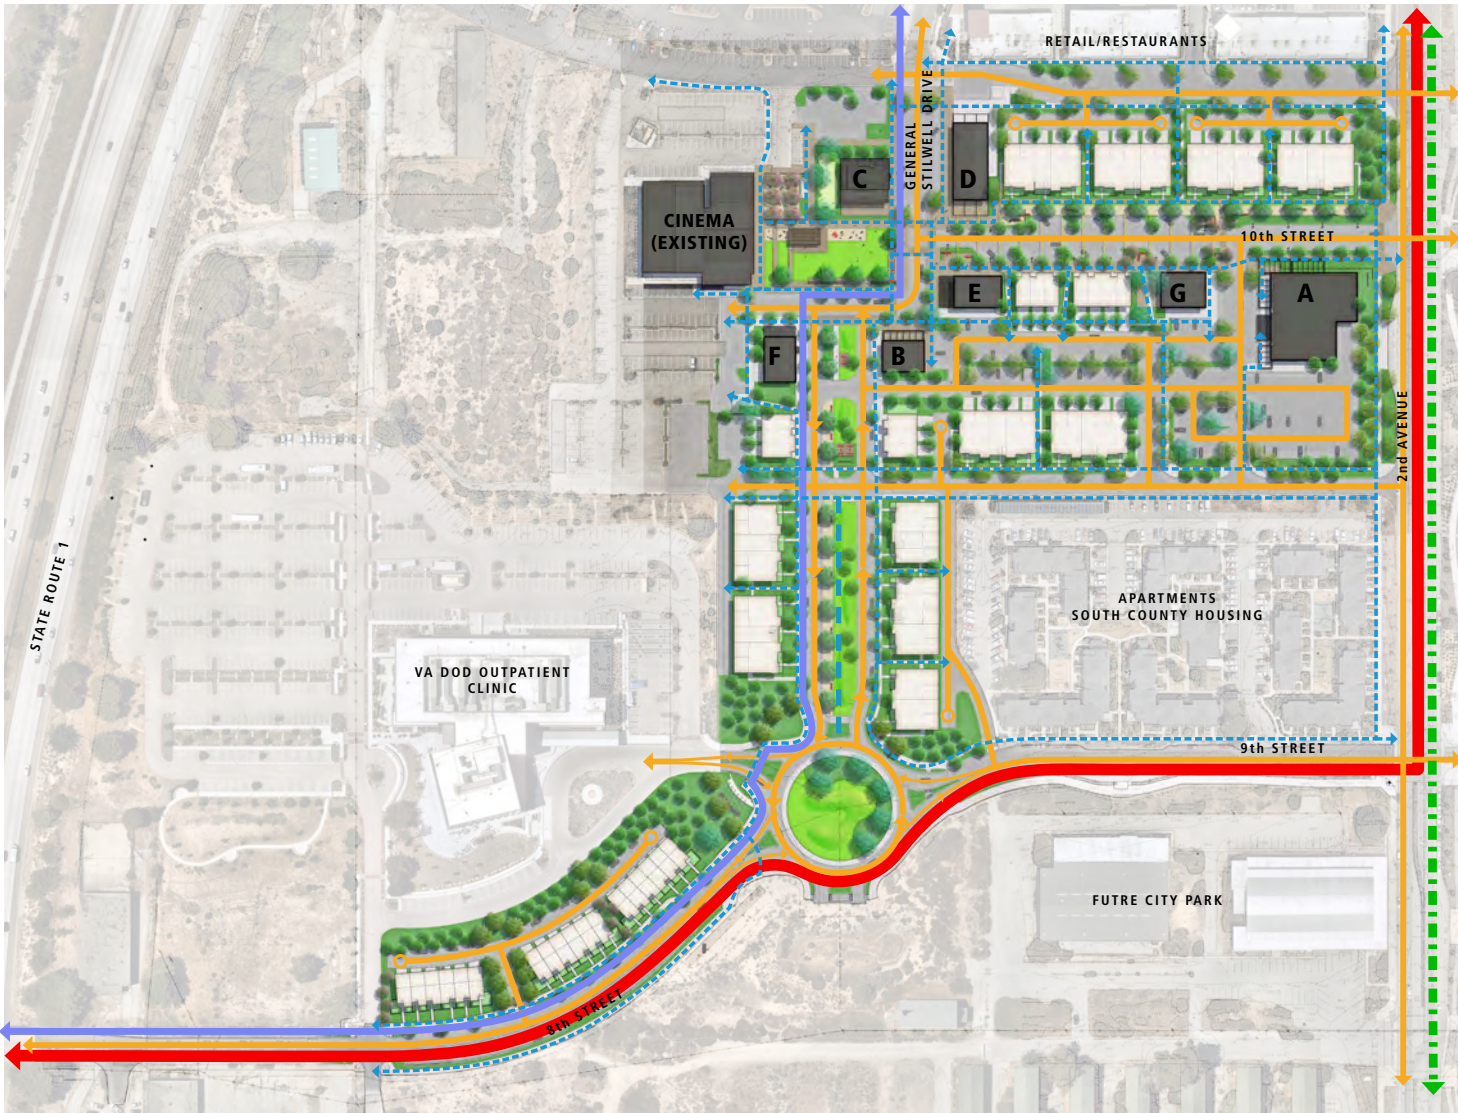 RETAIL/RESTAURANTS
GENERAL
STILWELL DRIVE
C
D
CINEMA
(EXISTING)
10th STREET
E
G
A
F
B
2nd AVENUE
STATE ROUTE 1
APARTMENTS
SOUTH COUNTY HOUSING
VA DOD OUTPATIENT
CLINIC
9th STREET
FUTRE CITY PARK
8th STREET